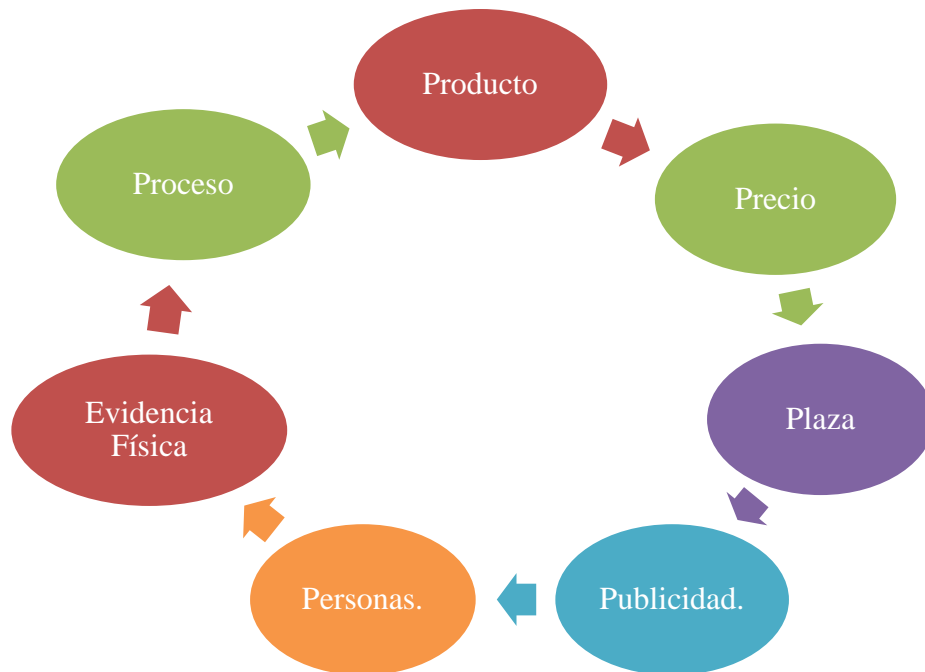 Producto
Precio
Plaza
Publicidad.
Personas.
Evidencia
Física
Proceso